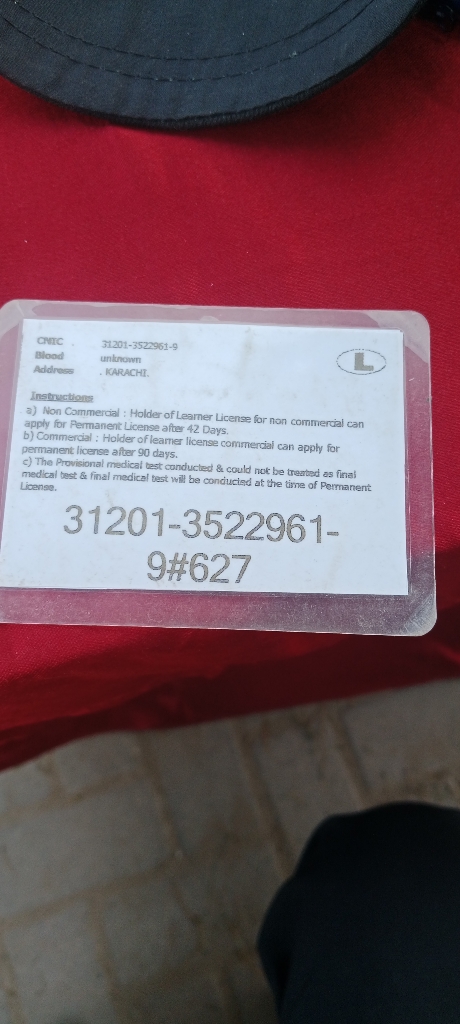 CNIC 31201-3522961-9
Blood unknown
Address . KARACHI.
L
Instructions
a) Non Commercial : Holder of Learner License for non commercial can
apply for Permanent License after 42 Days.
b) Commercial : Holder of learner license commercial can apply for
permanent license after 90 days.
c) The Provisional medical test conducted & could not be treated as final
medical test & final medical test will be conducted at the time of Permanent
License.
31201-3522961-
9#627